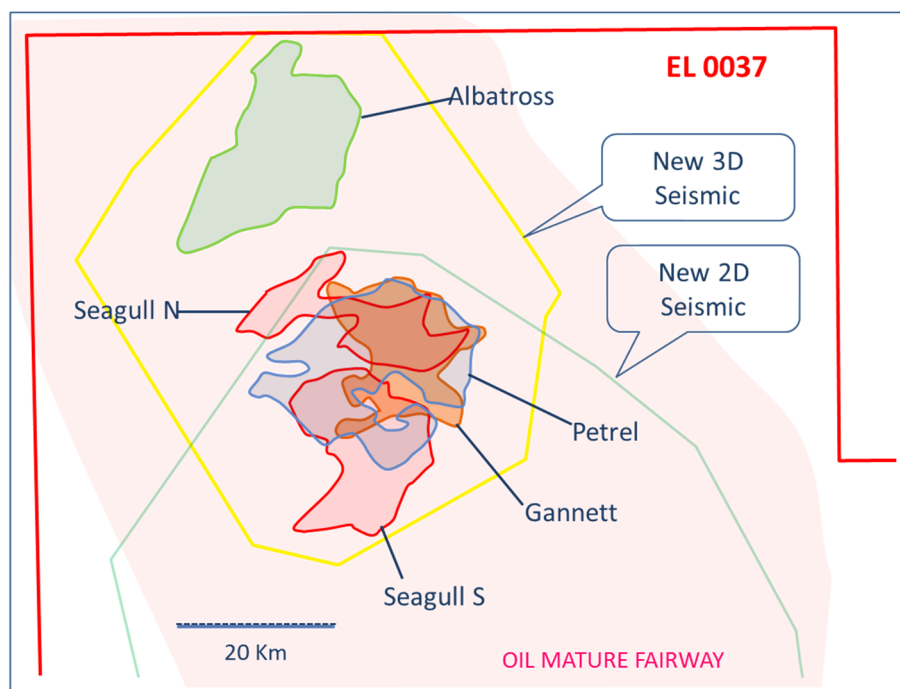 EL 0037
Albatross
New 3D
Seismic
New 2D
Seismic
Seagull N
Petrel
Gannett
Seagull S
20 Km
OIL MATURE FAIRWAY